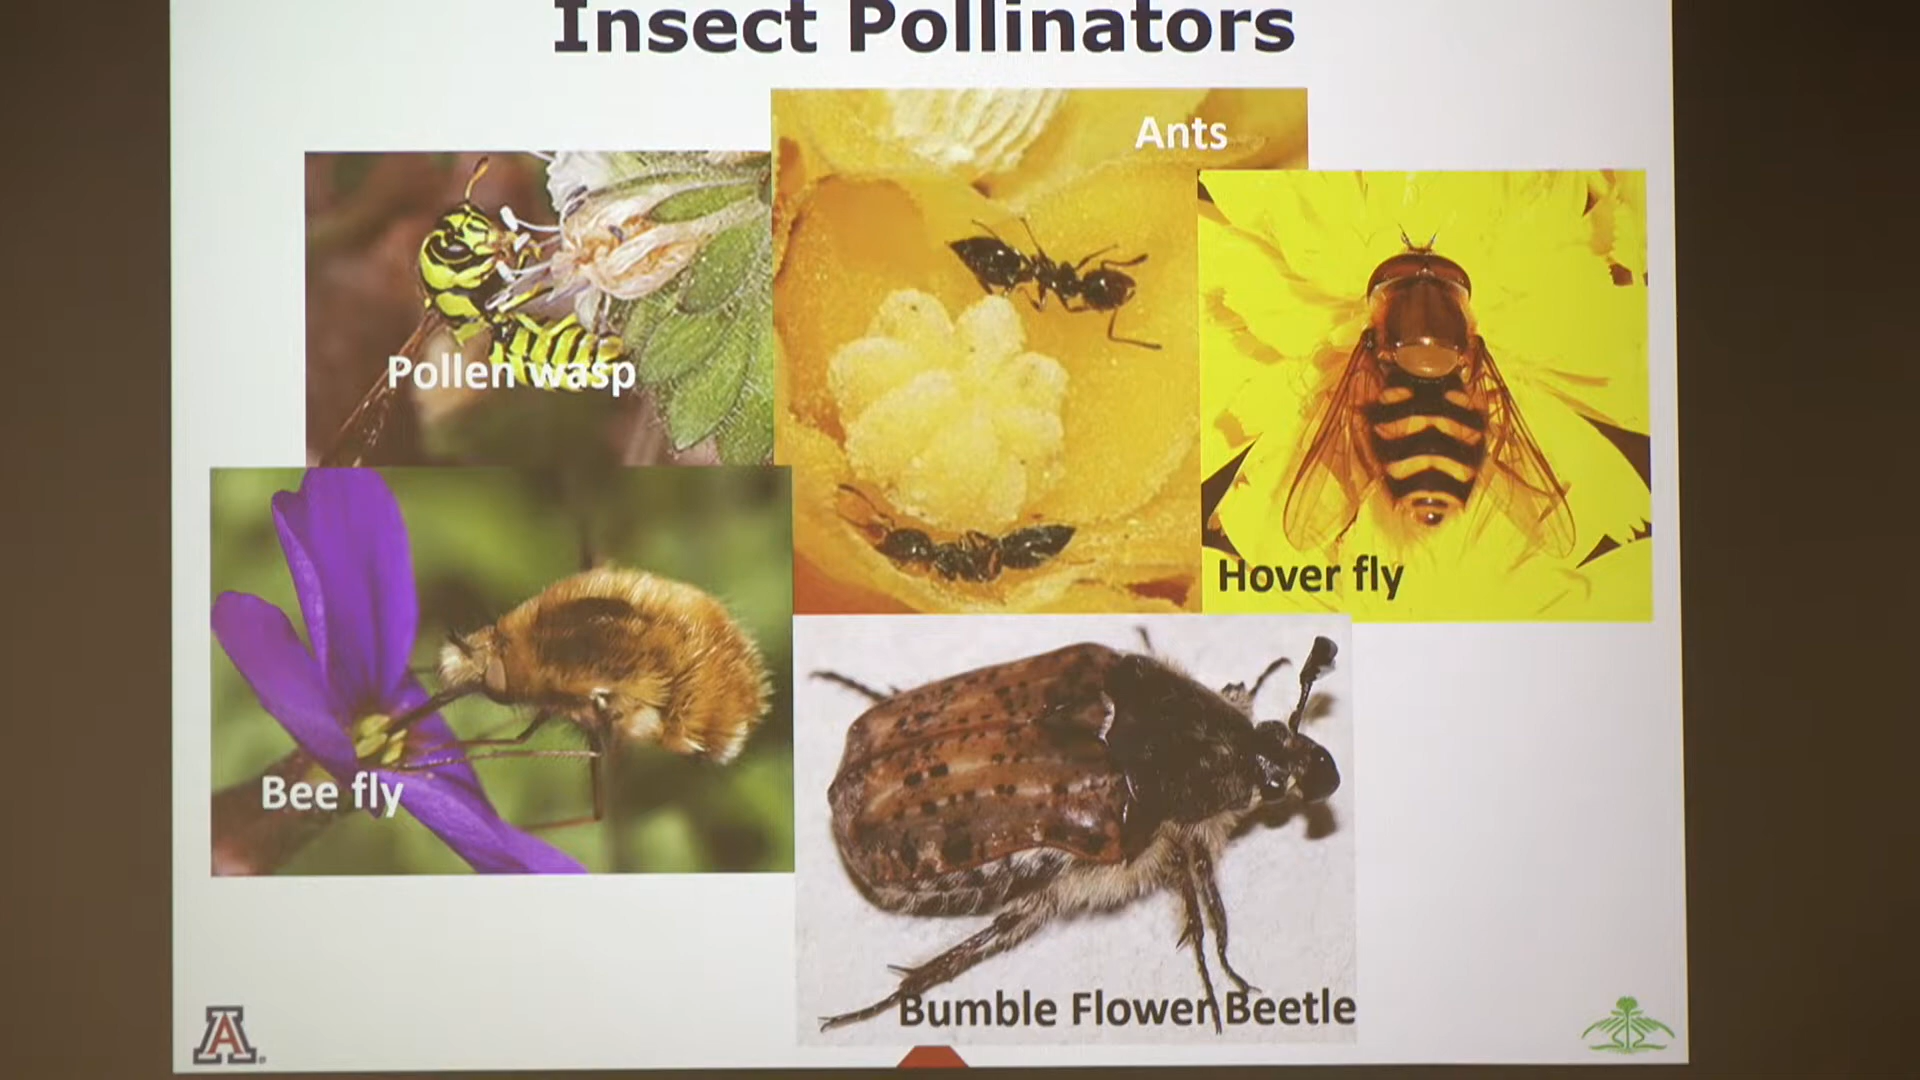 Insect Pollinators
Ants
Pollen wasp
Hover fly
Bee fly
Bumble Flower Beetle
A